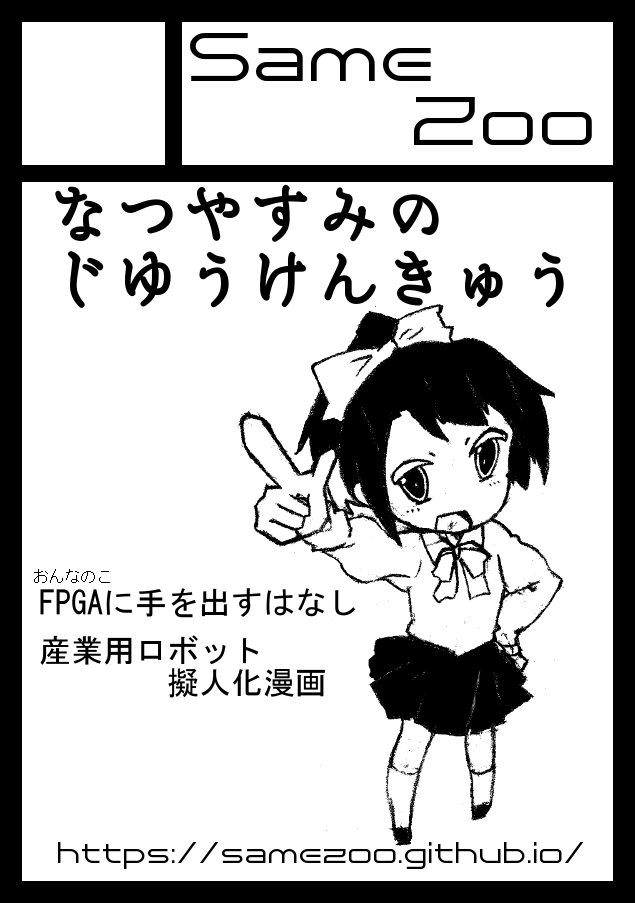 Same
Zoo
なつやすみの
じゆうけんきゅう
おんなのこ
FPGAに手を出すはなし
産業用ロボット
擬人化漫画
https://samezoo.github.io/